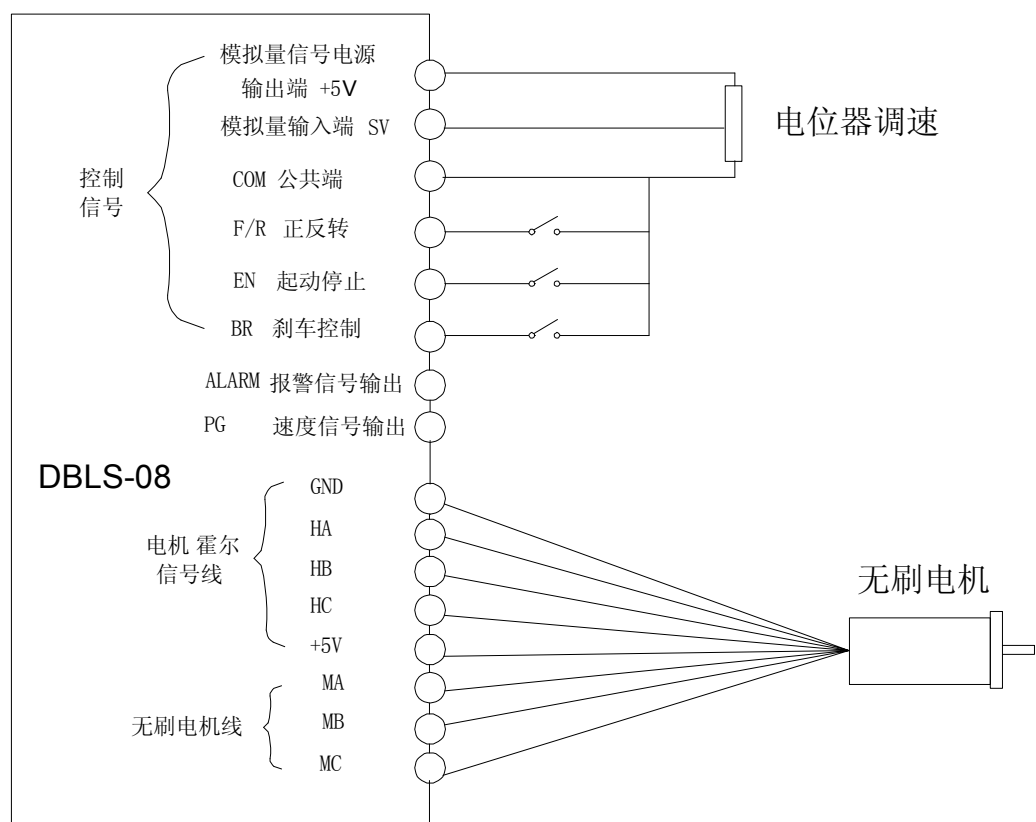 模拟量信号电源
输出端 +5V
模拟量输入端 SV
电位器调速
控制
信号
COM 公共端
F/R 正反转
EN 起动停止
BR 刹车控制
ALARM 报警信号输出
PG 速度信号输出
DBLS-08
GND
HA
电机 霍尔
信号线
HB
HC
+5V
无刷电机
MA
无刷电机线
MB
MC